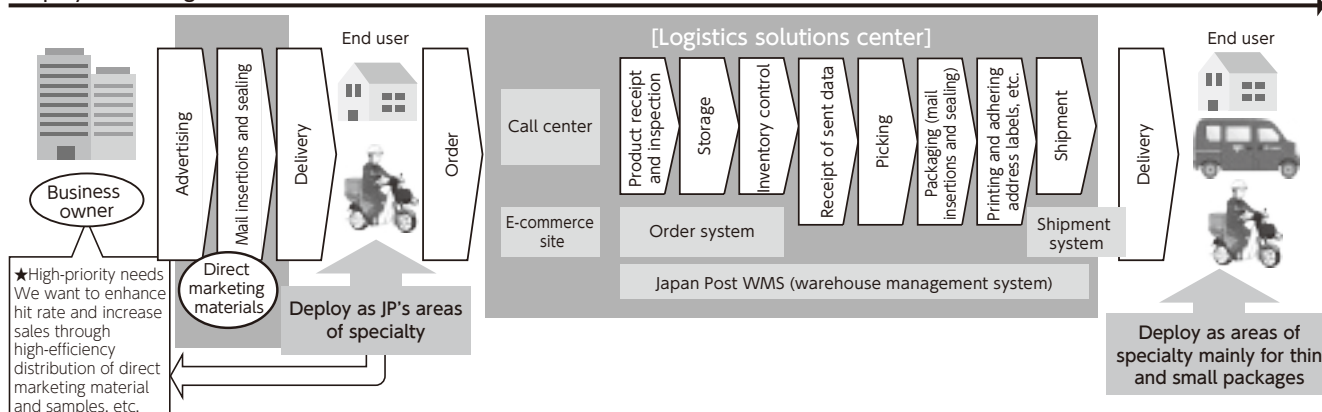 End user
[Logistics solutions center]
End user
Advertising
Mail insertions and sealing
Delivery
Order
Call center
Product receipt
and inspection
Storage
Inventory control
Receipt of sent data
Picking
Packaging (mail
insertions and sealing)
Printing and adhering
address labels, etc.
Shipment
Delivery
Business
owner
E-commerce
site
Order system
Shipment
system
Japan Post WMS (warehouse management system)
★High-priority needs
We want to enhance
hit rate and increase
sales through
high-efficiency
distribution of direct
marketing material
and samples, etc.
Direct
marketing
materials
Deploy as JP's areas
of specialty
Deploy as areas of
specialty mainly for thin
and small packages